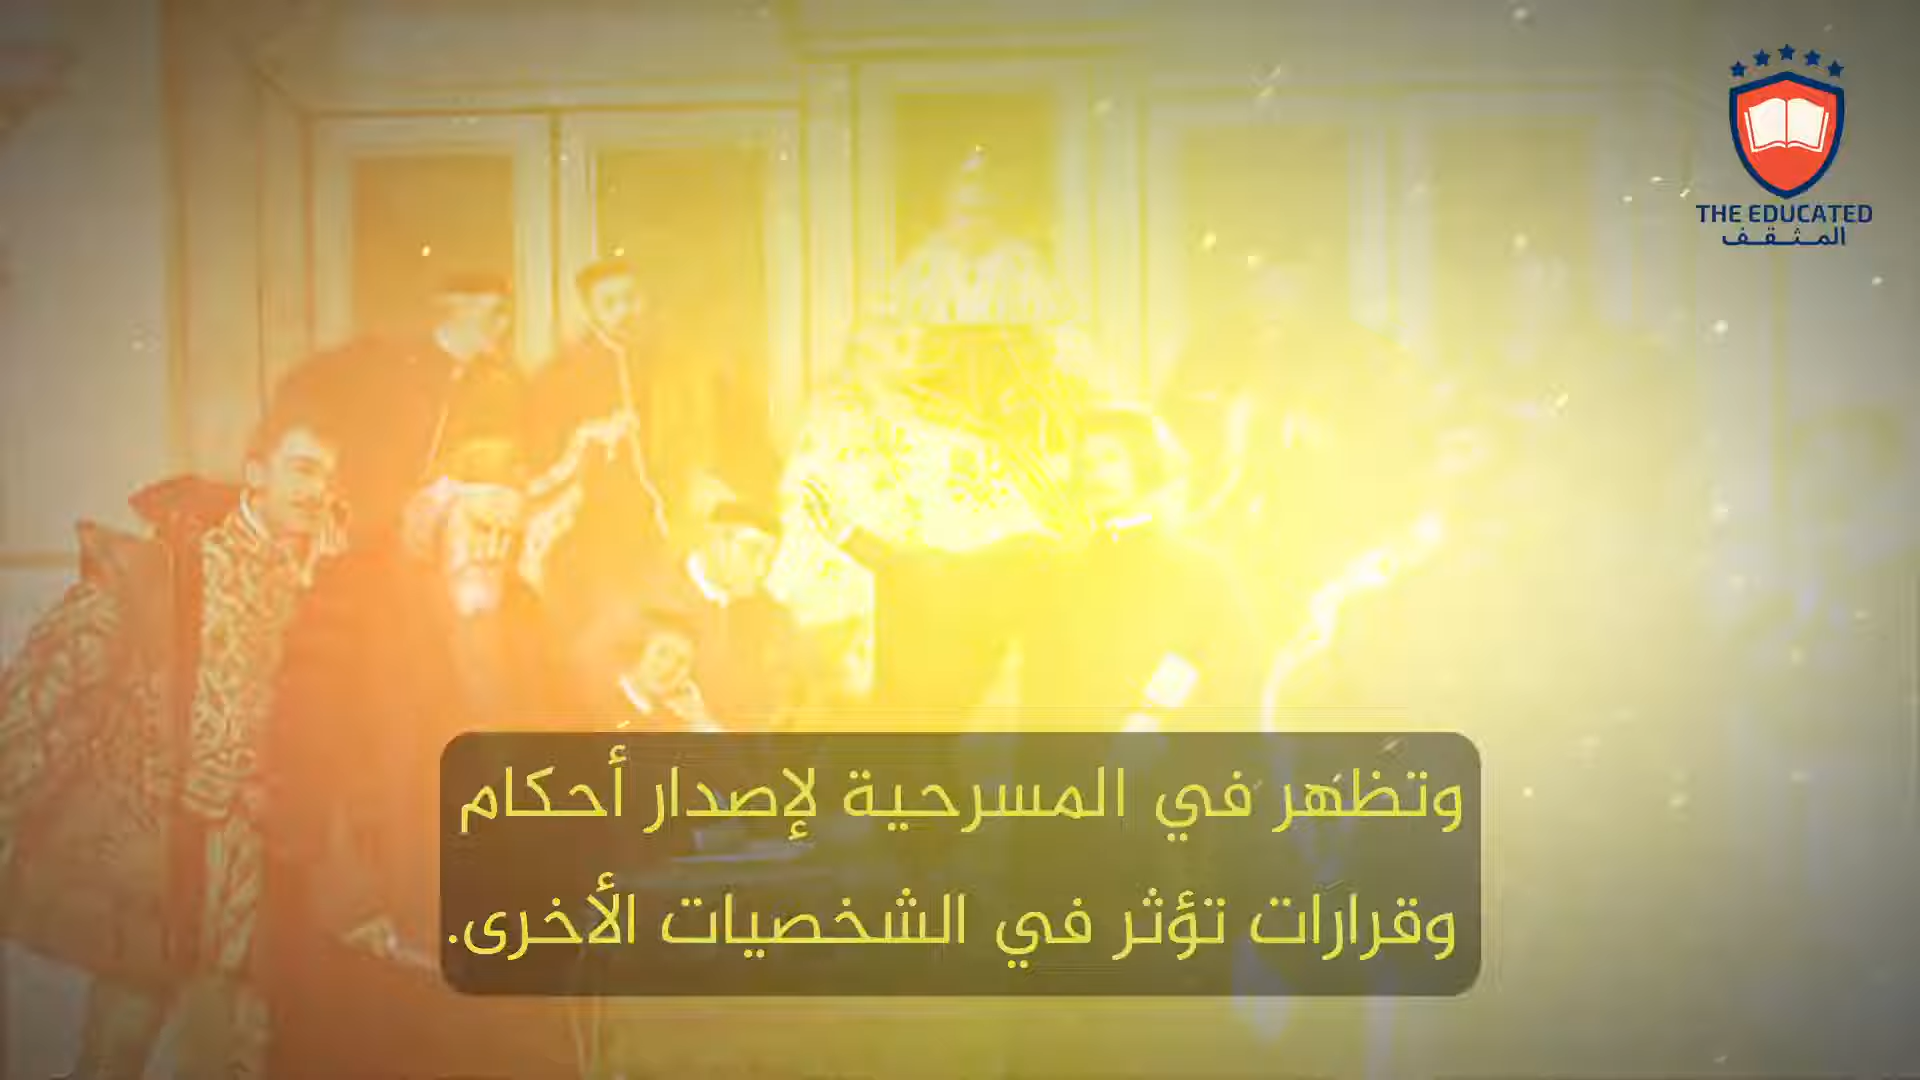 THE EDUCATED
المثقف
وتظهر في المسرحية لإصدار أحكام
وقرارات تؤثر في الشخصيات الأخرى.